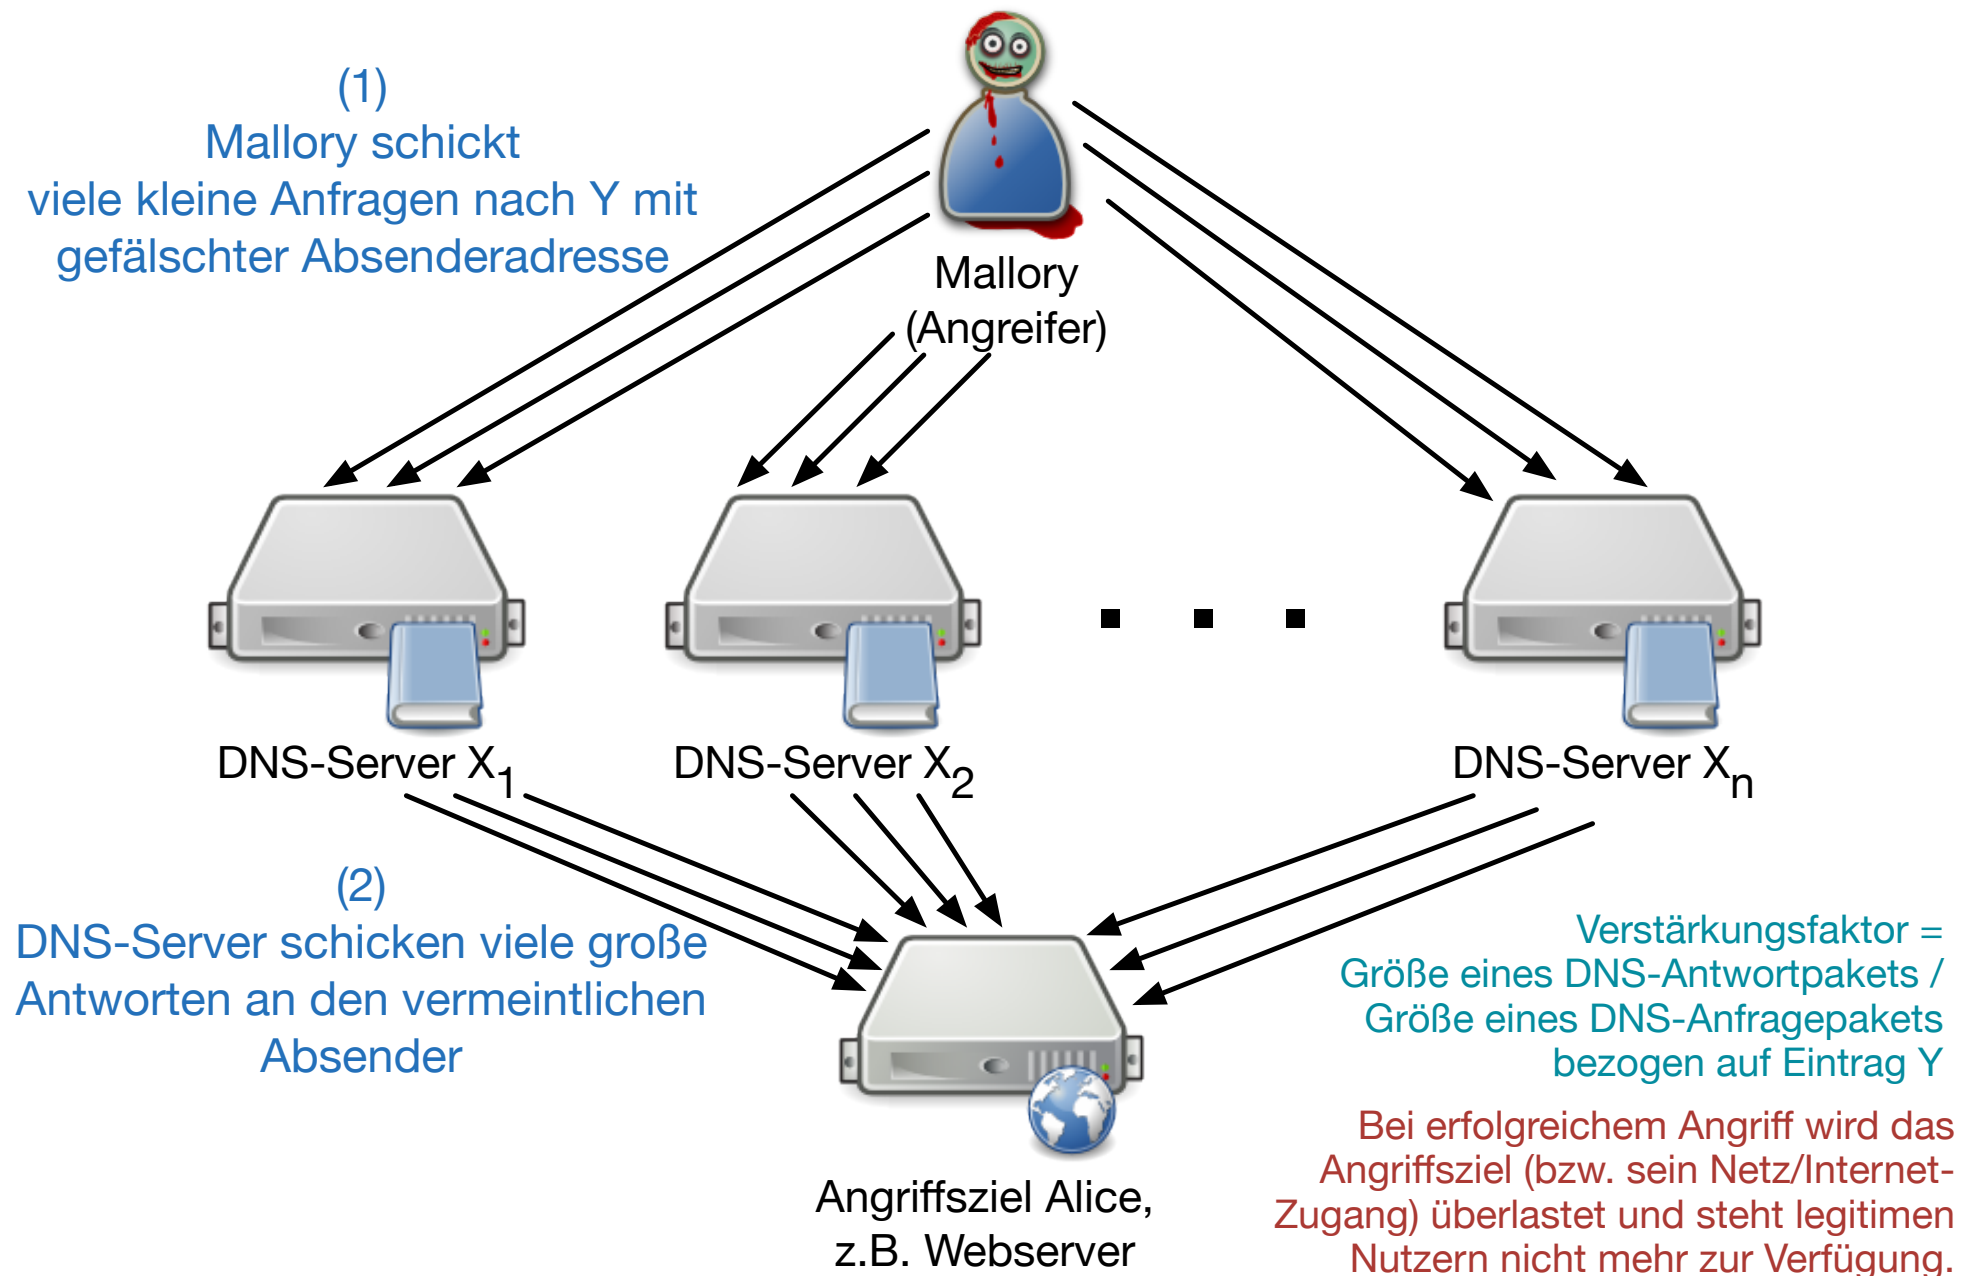 (1)
Mallory schickt
viele kleine Anfragen nach Y mit
gefälschter Absenderadresse
Mallory
(Angreifer)
DNS-Server X1
DNS-Server X2
DNS-Server Xn
(2)
DNS-Server schicken viele große
Antworten an den vermeintlichen
Absender
Verstärkungsfaktor =
Größe eines DNS-Antwortpakets /
Größe eines DNS-Anfragepakets
bezogen auf Eintrag Y
Bei erfolgreichem Angriff wird das
Angriffsziel (bzw. sein Netz/Internet-
Zugang) überlastet und steht legitimen
Nutzern nicht mehr zur Verfügung.
Angriffsziel Alice,
z.B. Webserver